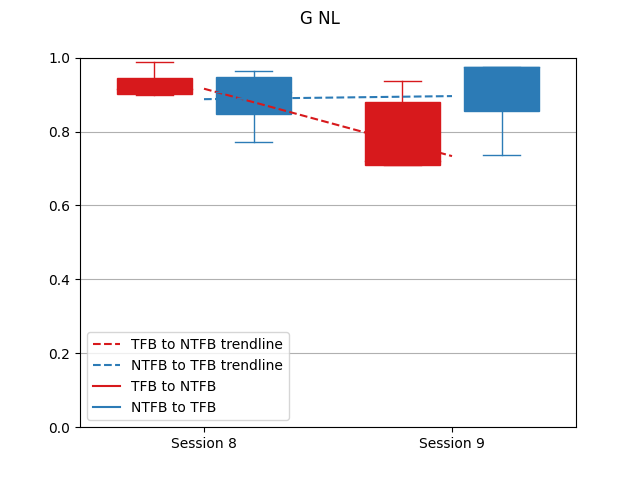 G NL
1.0
0.8
0.6
0.4
0.2
0.0
TFB to NTFB trendline
NTFB to TFB trendline
TFB to NTFB
NTFB to TFB
Session 8
Session 9